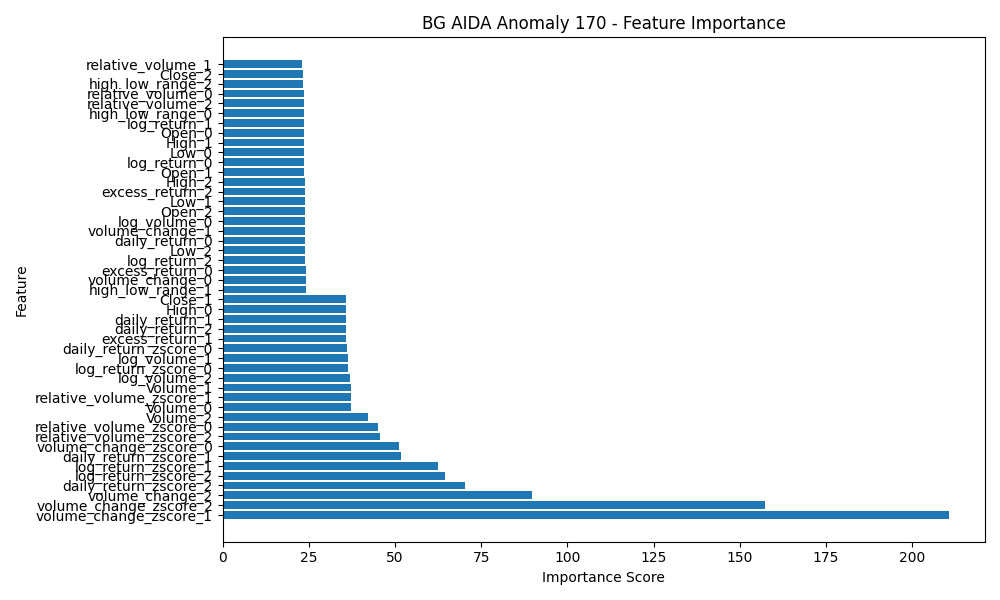 BG AIDA Anomaly 170 - Feature Importance
relative_volume_1
Close_2
high_low_range_2
relative_volume_0
relative_volume_2
high_low_range_0
log_return_1
Open_0
High_1
Low_0
log_return_0
Open_1
High_2
excess_return_2
Low_1
Open_2
log_volume_0
volume_change_1
daily_return_0
Low_2
log_return_2
excess_return_0
volume_change_0
high_low_range_1
Close_1
High_0
daily_return_1
daily_return_2
excess_return_1
daily_return_zscore_0
log_volume_1
log_return_zscore_0
log_volume_2
Volume_1
relative_volume_zscore_1
Volume_0
Volume_2
relative_volume_zscore_0
relative_volume_zscore_2
volume_change_zscore_0
daily_return_zscore_1
log_return_zscore_1
log_return_zscore_2
daily_return_zscore_2
volume_change_2
volume_change_zscore_2
volume_change_zscore_1
Feature
0 25 50 75 100 125 150 175 200
Importance Score